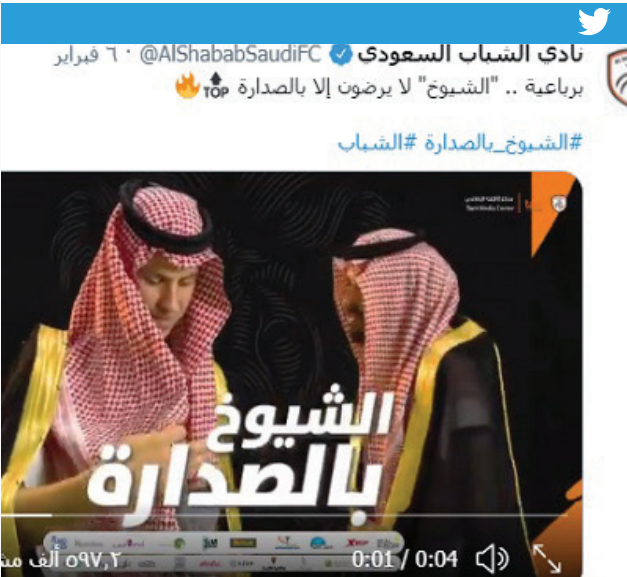 نادي الشباب السعودي @AlShababSaudiFC · ٦ فبراير
برباعية .. "الشيوخ" لا يرضون إلا بالصدارة TOP
#الشيوخ_بالصدارة #الشباب
الشيوخ
بالصدارة
٥٩٧,٢ ألف
0:01 / 0:04